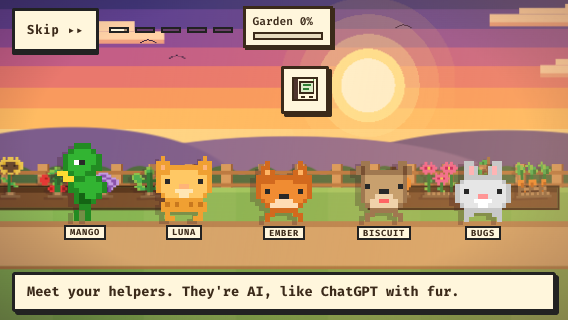 Skip ▸▸
Garden 0%
MANGO
LUNA
EMBER
BISCUIT
BUGS
Meet your helpers. They're AI, like ChatGPT with fur.